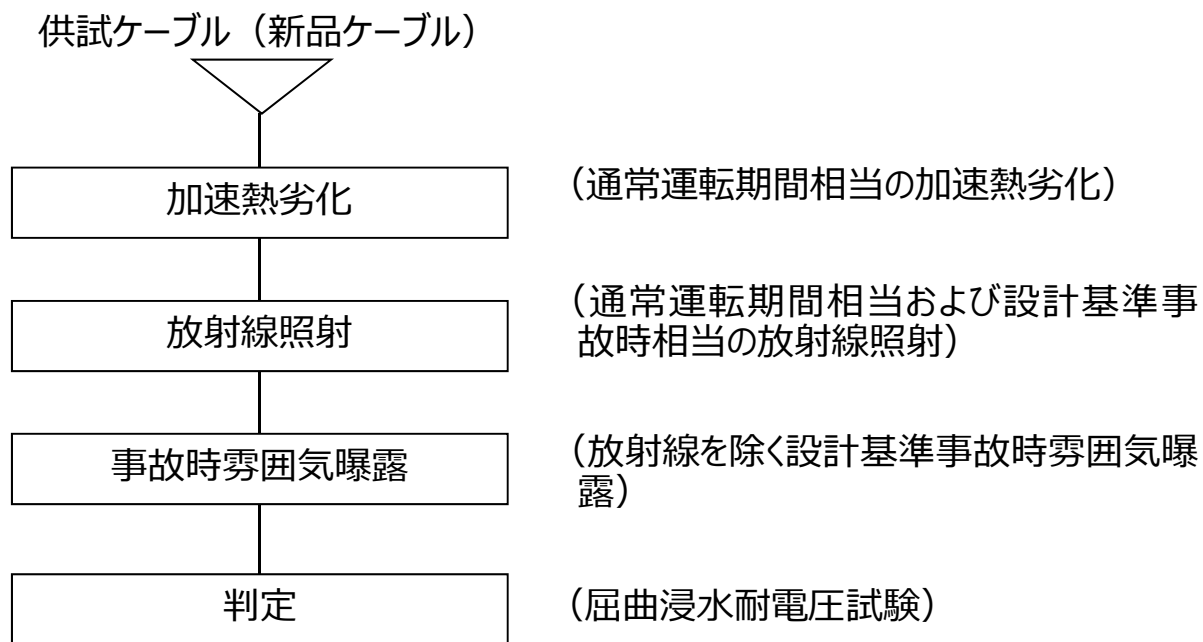 供試ケーブル（新品ケーブル）
加速熱劣化
（通常運転期間相当の加速熱劣化）
放射線照射
（通常運転期間相当および設計基準事
故時相当の放射線照射）
事故時雰囲気曝露
（放射線を除く設計基準事故時雰囲気曝
露）
判定
（屈曲浸水耐電圧試験）